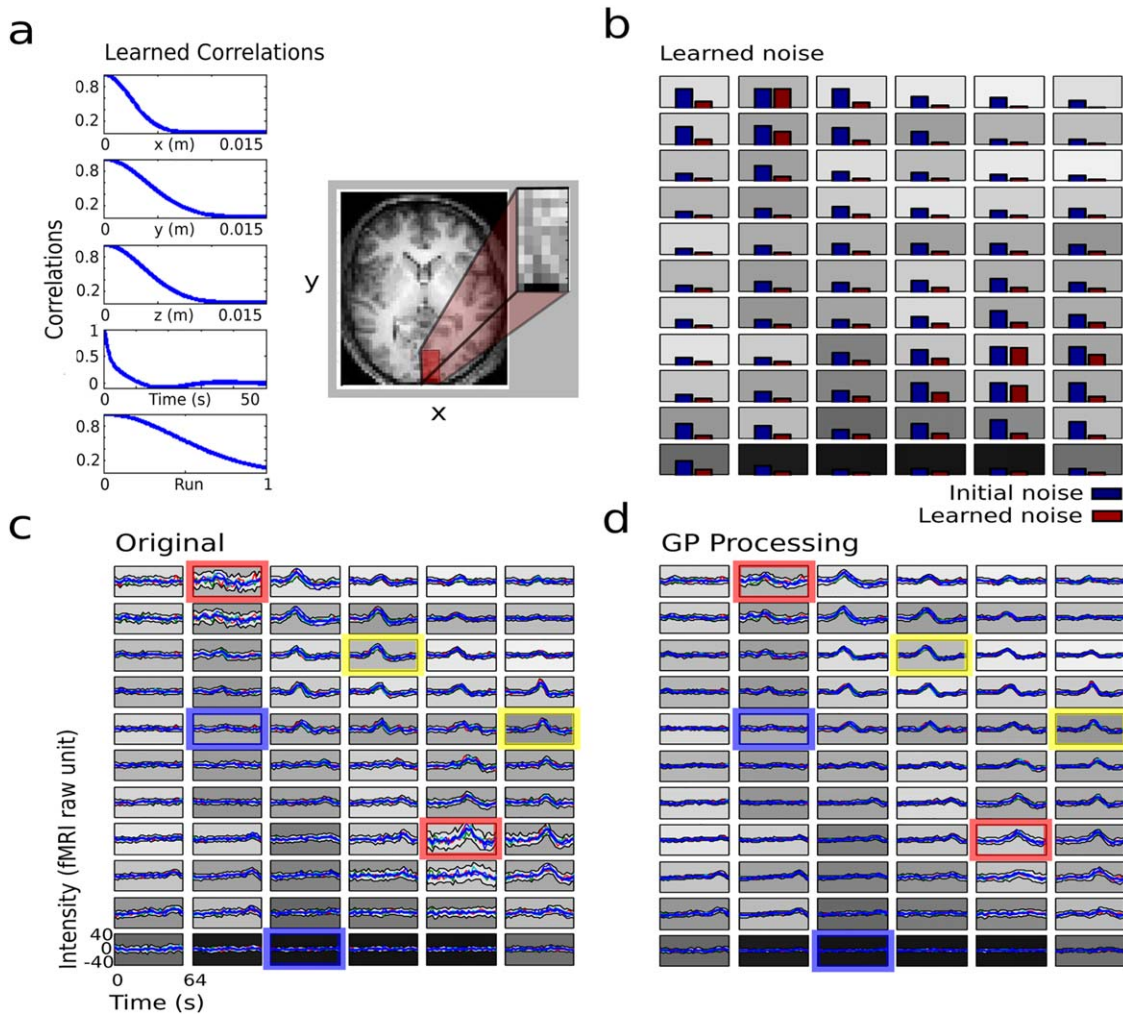 a
Learned Correlations
Correlations
0.8
0.2
0 x (m) 0.015
0.8
0.2
0 y (m) 0.015
0.8
0.2
0 z (m) 0.015
1
0.5
0
0 Time (s) 50
0.8
0.2
0 Run 1
y
x
b
Learned noise
Initial noise
Learned noise
c
Original
Intensity (fMRI raw unit)
40
0
-40
0 64
Time (s)
d
GP Processing